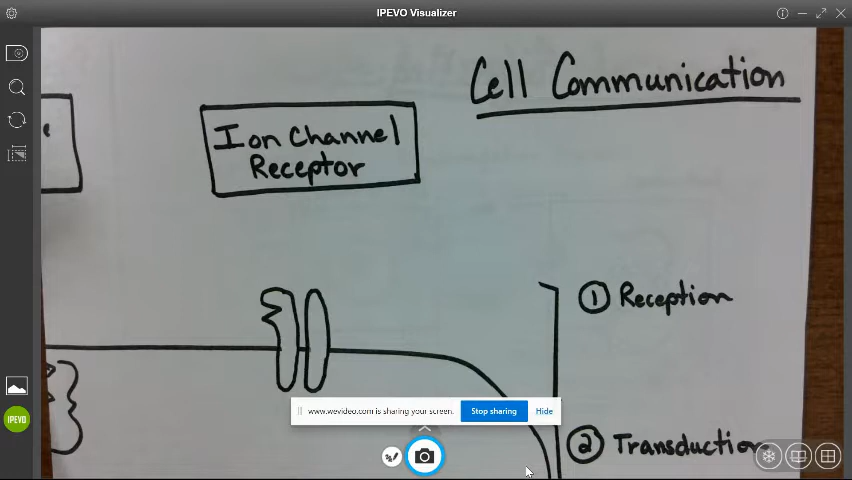 IPEVO Visualizer
Cell Communication
Ion Channel
Receptor
① Reception
www.wevideo.com is sharing your screen.
Stop sharing
Hide
② Transduction
IPEVO